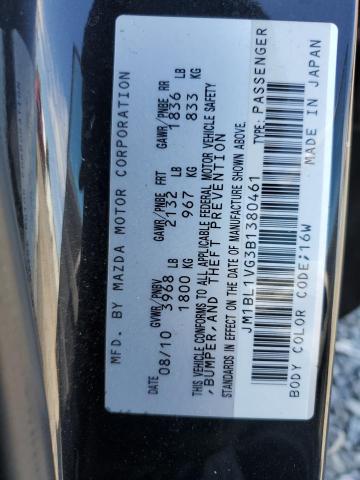 MFD. BY MAZDA MOTOR CORPORATION
DATE GVWR/PNBV GAWR/PNBE FRT GAWR/PNBE RR
08/10 3968 LB 2132 LB 1836 LB
1800 KG 967 KG 833 KG
THIS VEHICLE CONFORMS TO ALL APPLICABLE FEDERAL MOTOR VEHICLE SAFETY
,BUMPER,AND THEFT PREVENTION
STANDARDS IN EFFECT ON THE DATE OF MANUFACTURE SHOWN ABOVE.
JM1BL1VG3B1380461 TYPE: PASSENGER
BODY COLOR CODE;16W MADE IN JAPAN